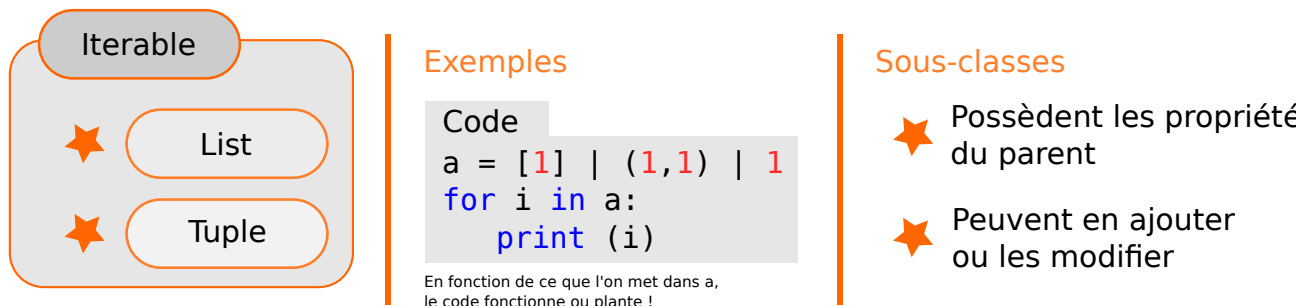 Iterable
List
Tuple
Exemples
Code
a = [1] | (1,1) | 1
for i in a:
print (i)
En fonction de ce que l'on met dans a,
le code fonctionne ou plante !
Sous-classes
Possèdent les propriété
du parent
Peuvent en ajouter
ou les modifier